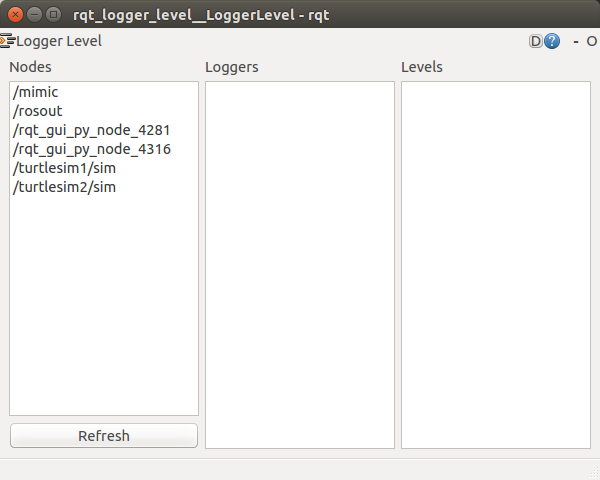 rqt_logger_level__LoggerLevel - rqt
Logger Level
D ? - O
Nodes Loggers Levels
/mimic
/rosout
/rqt_gui_py_node_4281
/rqt_gui_py_node_4316
/turtlesim1/sim
/turtlesim2/sim
Refresh